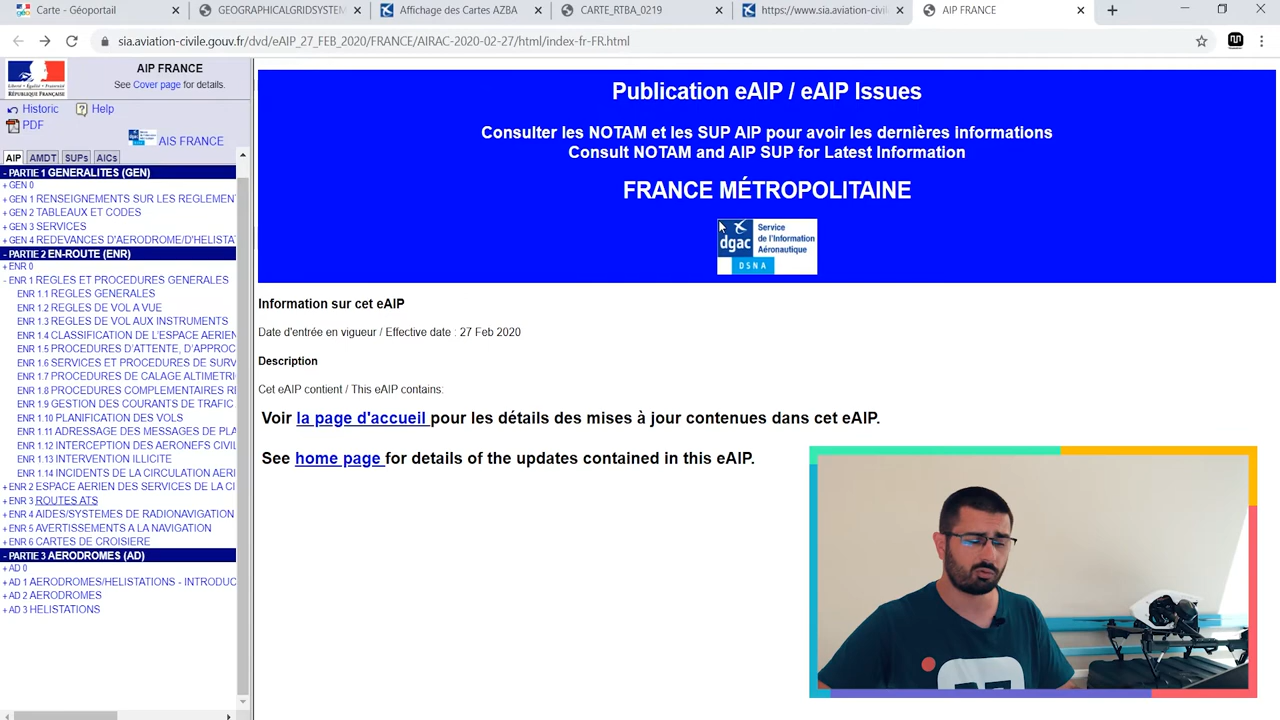 Carte - Géoportail
GEOGRAPHICALGRIDSYSTEM
Affichage des Cartes AZBA
CARTE_RTBA_0219
https://www.sia.aviation-civil
AIP FRANCE
sia.aviation-civile.gouv.fr/dvd/eAIP_27_FEB_2020/FRANCE/AIRAC-2020-02-27/html/index-fr-FR.html
AIP FRANCE
See Cover page for details.
Historic
Help
PDF
AIS FRANCE
AIP AMDT SUPs AICs
- PARTIE 1 GENERALITES (GEN)
+ GEN 0
+ GEN 1 RENSEIGNEMENTS SUR LES REGLEMENT
+ GEN 2 TABLEAUX ET CODES
+ GEN 3 SERVICES
+ GEN 4 REDEVANCES D'AERODROME/D'HELISTA
- PARTIE 2 EN-ROUTE (ENR)
+ ENR 0
- ENR 1 REGLES ET PROCEDURES GENERALES
ENR 1.1 REGLES GENERALES
ENR 1.2 REGLES DE VOL A VUE
ENR 1.3 REGLES DE VOL AUX INSTRUMENTS
ENR 1.4 CLASSIFICATION DE L'ESPACE AERIEN
ENR 1.5 PROCEDURES D'ATTENTE, D'APPROC
ENR 1.6 SERVICES ET PROCEDURES DE SURV
ENR 1.7 PROCEDURES DE CALAGE ALTIMETRI
ENR 1.8 PROCEDURES COMPLEMENTAIRES RE
ENR 1.9 GESTION DES COURANTS DE TRAFIC
ENR 1.10 PLANIFICATION DES VOLS
ENR 1.11 ADRESSAGE DES MESSAGES DE PLA
ENR 1.12 INTERCEPTION DES AERONEFS CIVIL
ENR 1.13 INTERVENTION ILLICITE
ENR 1.14 INCIDENTS DE LA CIRCULATION AERI
+ ENR 2 ESPACE AERIEN DES SERVICES DE LA CI
+ ENR 3 ROUTES ATS
+ ENR 4 AIDES/SYSTEMES DE RADIONAVIGATION
+ ENR 5 AVERTISSEMENTS A LA NAVIGATION
+ ENR 6 CARTES DE CROISIERE
- PARTIE 3 AERODROMES (AD)
+ AD 0
+ AD 1 AERODROMES/HELISTATIONS - INTRODUC
+ AD 2 AERODROMES
+ AD 3 HELISTATIONS
Publication eAIP / eAIP Issues
Consulter les NOTAM et les SUP AIP pour avoir les dernières informations
Consult NOTAM and AIP SUP for Latest Information
FRANCE MÉTROPOLITAINE
dgac
DSNA
Service
de l'Information
Aéronautique
Information sur cet eAIP
Date d'entrée en vigueur / Effective date : 27 Feb 2020
Description
Cet eAIP contient / This eAIP contains:
Voir la page d'accueil pour les détails des mises à jour contenues dans cet eAIP.
See home page for details of the updates contained in this eAIP.